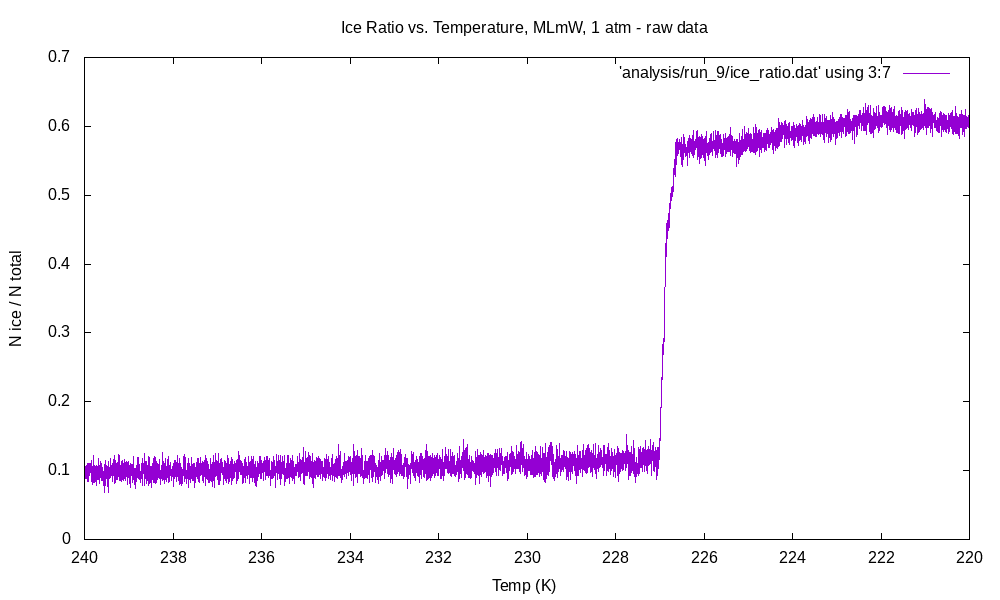 Ice Ratio vs. Temperature, MLmW, 1 atm - raw data
'analysis/run_9/ice_ratio.dat' using 3:7
0.7
0.6
0.5
0.4
0.3
0.2
0.1
0
N ice / N total
240 238 236 234 232 230 228 226 224 222 220
Temp (K)